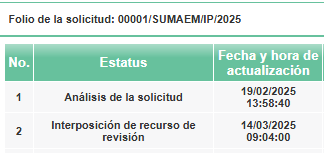 Folio de la solicitud: 00001/SUMAEM/IP/2025
No. Estatus Fecha y hora de
actualización
1 Análisis de la solicitud 19/02/2025
13:58:40
2 Interposición de recurso de
revisión 14/03/2025
09:04:00